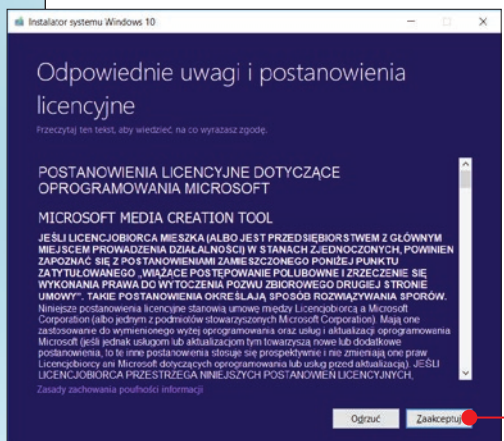 Instalator systemu Windows 10
Odpowiednie uwagi i postanowienia
licencyjne
Przeczytaj ten tekst, aby wiedzieć na co wyrażasz zgodę.
POSTANOWIENIA LICENCYJNE DOTYCZĄCE
OPROGRAMOWANIA MICROSOFT
MICROSOFT MEDIA CREATION TOOL
JEŚLI LICENCJOBIORCA MIESZKA (ALBO JEST PRZEDSIĘBIORSTWEM Z GŁÓWNYM
MIEJSCEM PROWADZENIA DZIAŁALNOŚCI) W STANACH ZJEDNOCZONYCH, POWINIEN
ZAPOZNAĆ SIĘ Z POSTANOWIENIAMI ZAMIESZCZONEGO PONIŻEJ PUNKTU
ZATYTUŁOWANEGO „WIĄŻĄCE POSTĘPOWANIE POLUBOWNE I ZRZECZENIE SIĘ
WYKONANIA PRAWA DO WYTOCZENIA POZWU ZBIOROWEGO DRUGIEJ STRONIE
UMOWY”. TAKIE POSTANOWIENIA OKREŚLAJĄ SPOSÓB ROZWIĄZYWANIA SPORÓW.
Niniejsze postanowienia licencyjne stanowią umowę między Licencjobiorcą a Microsoft
Corporation (albo jednym z podmiotów stowarzyszonych Microsoft Corporation). Mają one
zastosowanie do wymienionego wyżej oprogramowania oraz usług i aktualizacji oprogramowania
Microsoft (jeśli jednak usługom lub aktualizacjom tym towarzyszą nowe lub dodatkowe
postanowienia, to te inne postanowienia stosuje się prospektywnie i nie zmieniają one praw
Licencjobiorcy ani Microsoft dotyczących oprogramowania lub usług przed aktualizacją). JEŚLI
LICENCJOBIORCA PRZESTRZEGA NINIEJSZYCH POSTANOWIEŃ LICENCYJNYCH,
Zasady zachowania poufności informacji
Odrzuć
Zaakceptuj